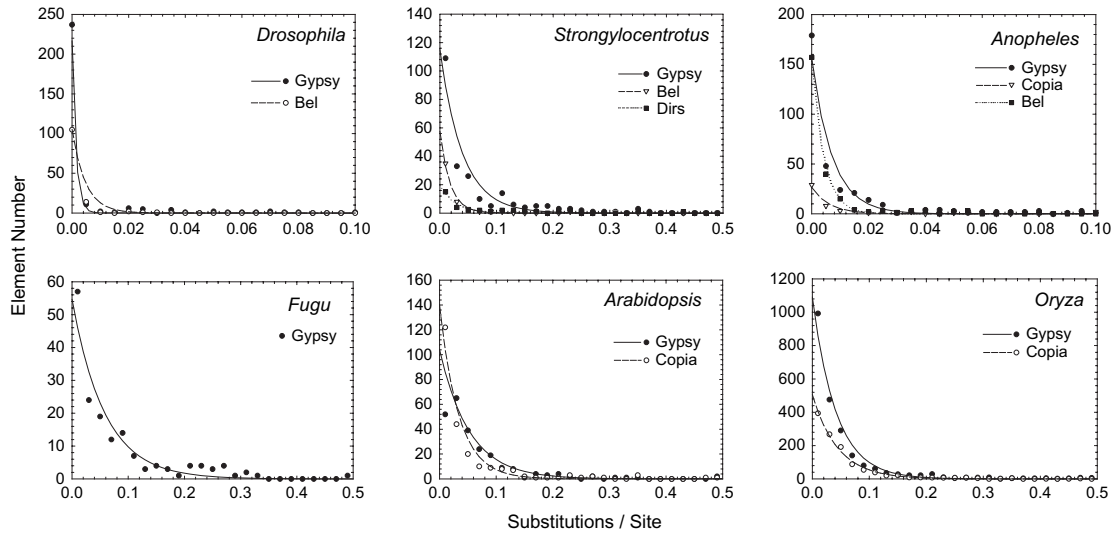 Drosophila
Gypsy
Bel
250
200
150
100
50
0
0.00 0.02 0.04 0.06 0.08 0.10
Strongylocentrotus
Gypsy
Bel
Dirs
140
120
100
80
60
40
20
0
0.0 0.1 0.2 0.3 0.4 0.5
Anopheles
Gypsy
Copia
Bel
200
150
100
50
0
0.00 0.02 0.04 0.06 0.08 0.10
Element Number
Fugu
Gypsy
60
50
40
30
20
10
0
0.0 0.1 0.2 0.3 0.4 0.5
Arabidopsis
Gypsy
Copia
160
140
120
100
80
60
40
20
0
0.0 0.1 0.2 0.3 0.4 0.5
Oryza
Gypsy
Copia
1200
1000
800
600
400
200
0
0.0 0.1 0.2 0.3 0.4 0.5
Substitutions / Site